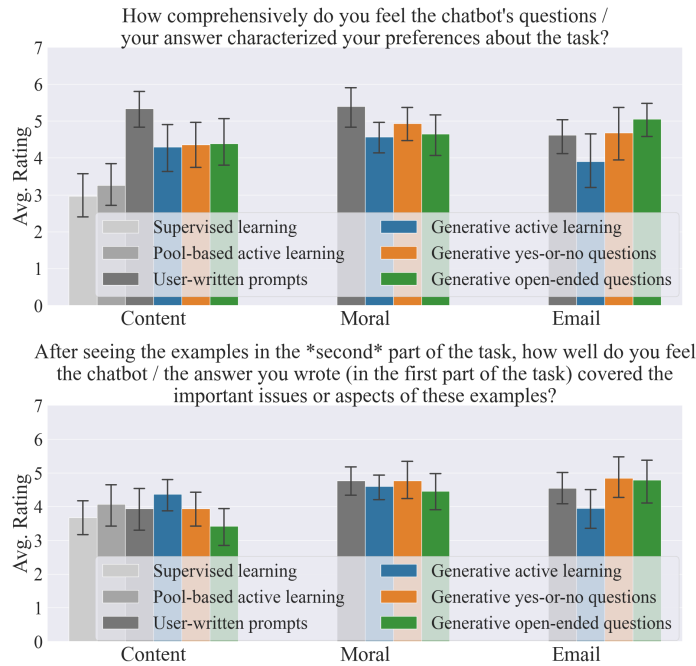 How comprehensively do you feel the chatbot's questions /
your answer characterized your preferences about the task?
7
6
5
4
3
2
1
0
Avg. Rating
Supervised learning
Pool-based active learning
User-written prompts
Generative active learning
Generative yes-or-no questions
Generative open-ended questions
Content
Moral
Email
After seeing the examples in the *second* part of the task, how well do you feel
the chatbot / the answer you wrote (in the first part of the task) covered the
important issues or aspects of these examples?
7
6
5
4
3
2
1
0
Avg. Rating
Supervised learning
Pool-based active learning
User-written prompts
Generative active learning
Generative yes-or-no questions
Generative open-ended questions
Content
Moral
Email